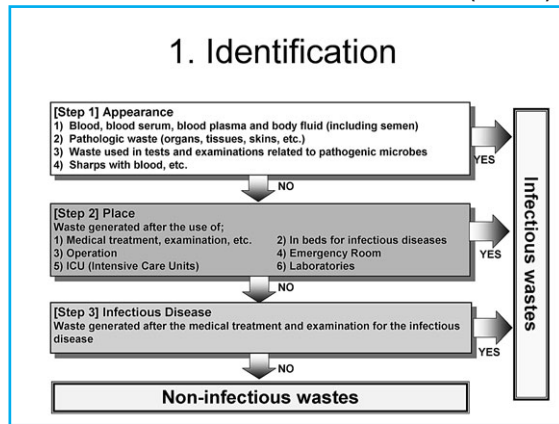 1. Identification
[Step 1] Appearance
1) Blood, blood serum, blood plasma and body fluid (including semen)
2) Pathologic waste (organs, tissues, skins, etc.)
3) Waste used in tests and examinations related to pathogenic microbes
4) Sharps with blood, etc.
YES
NO
[Step 2] Place
Waste generated after the use of;
1) Medical treatment, examination, etc. 2) In beds for infectious diseases
3) Operation 4) Emergency Room
5) ICU (Intensive Care Units) 6) Laboratories
YES
NO
[Step 3] Infectious Disease
Waste generated after the medical treatment and examination for the infectious
disease
YES
NO
Infectious wastes
Non-infectious wastes